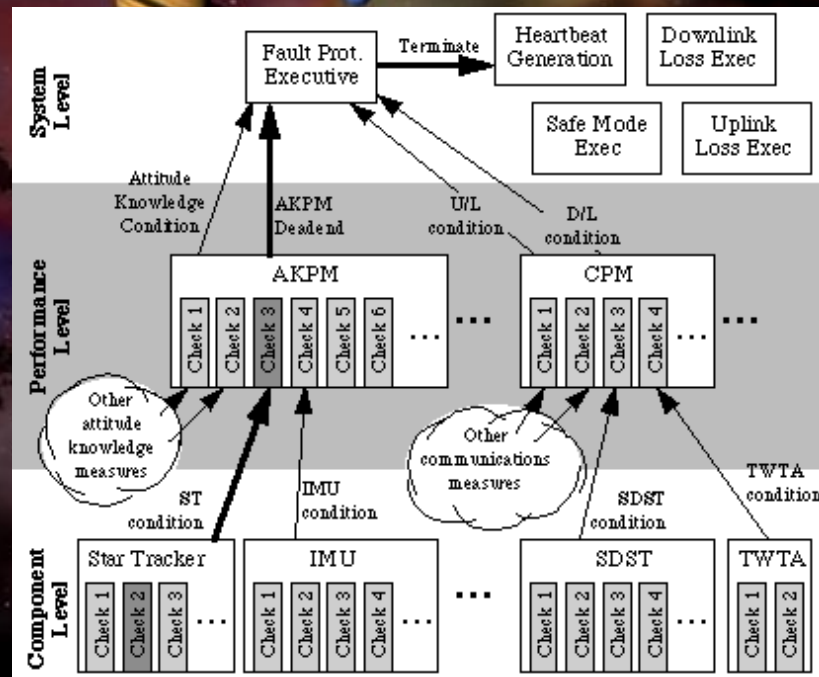 System
Level
Fault Prot.
Executive
Terminate
Heartbeat
Generation
Downlink
Loss Exec
Safe Mode
Exec
Uplink
Loss Exec
Attitude
Knowledge
Condition
AKPM
Deadend
U/L
condition
D/L
condition
Performance
Level
AKPM
Check 1
Check 2
Check 3
Check 4
Check 5
Check 6
...
...
CPM
Check 1
Check 2
Check 3
Check 4
...
...
Other
attitude
knowledge
measures
Other
communications
measures
ST
condition
IMU
condition
SDST
condition
TWTA
condition
Component
Level
Star Tracker
Check 1
Check 2
Check 3
...
IMU
Check 1
Check 2
Check 3
Check 4
...
...
SDST
Check 1
Check 2
Check 3
Check 4
...
TWTA
Check 1
Check 2